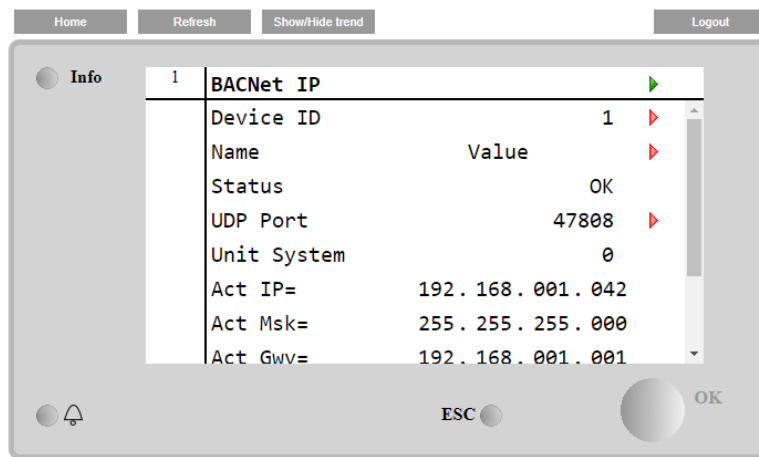 Home Refresh Show/Hide trend Logout
Info
1 BACNet IP
Device ID 1
Name Value
Status OK
UDP Port 47808
Unit System 0
Act IP= 192.168.001.042
Act Msk= 255.255.255.000
Act Gwy= 192.168.001.001
ESC OK